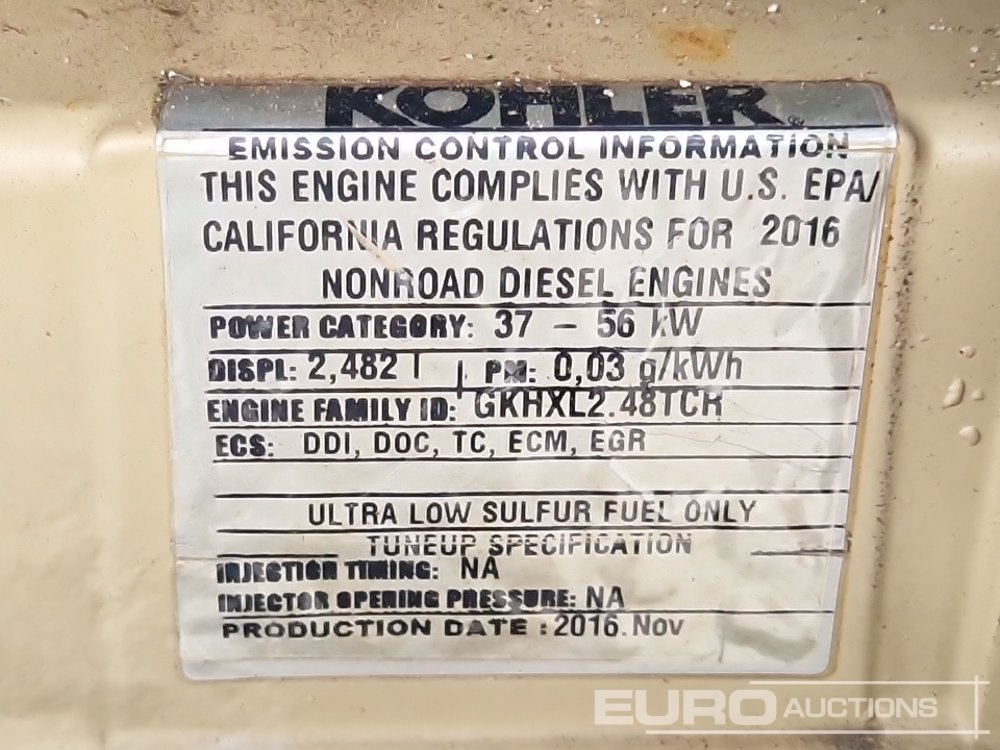 KOHLER
EMISSION CONTROL INFORMATION
THIS ENGINE COMPLIES WITH U.S. EPA/
CALIFORNIA REGULATIONS FOR 2016
NONROAD DIESEL ENGINES
POWER CATEGORY: 37 – 56 kW
DISPL: 2,482 l | PM: 0,03 g/kWh
ENGINE FAMILY ID: GKHXL2.48TCR
ECS: DDI, DOC, TC, ECM, EGR
ULTRA LOW SULFUR FUEL ONLY
TUNEUP SPECIFICATION
INJECTION TIMING: NA
INJECTOR OPENING PRESSURE: NA
PRODUCTION DATE : 2016.Nov
EURO AUCTIONS